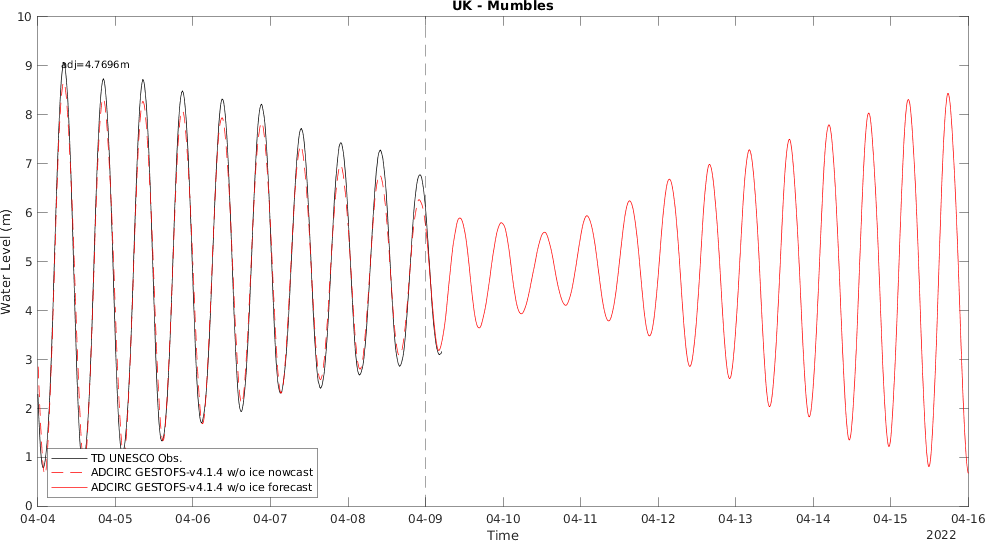 UK - Mumbles
12
11
10
9
8
7
6
5
4
3
2
1
0
Water Level (m)
adj=4.7696m
TD UNESCO Obs.
ADCIRC GESTOFS-v4.1.4 w/o ice nowcast
ADCIRC GESTOFS-v4.1.4 w/o ice forecast
04-04 04-05 04-06 04-07 04-08 04-09 04-10 04-11 04-12 04-13 04-14 04-15 04-16
Time
2022